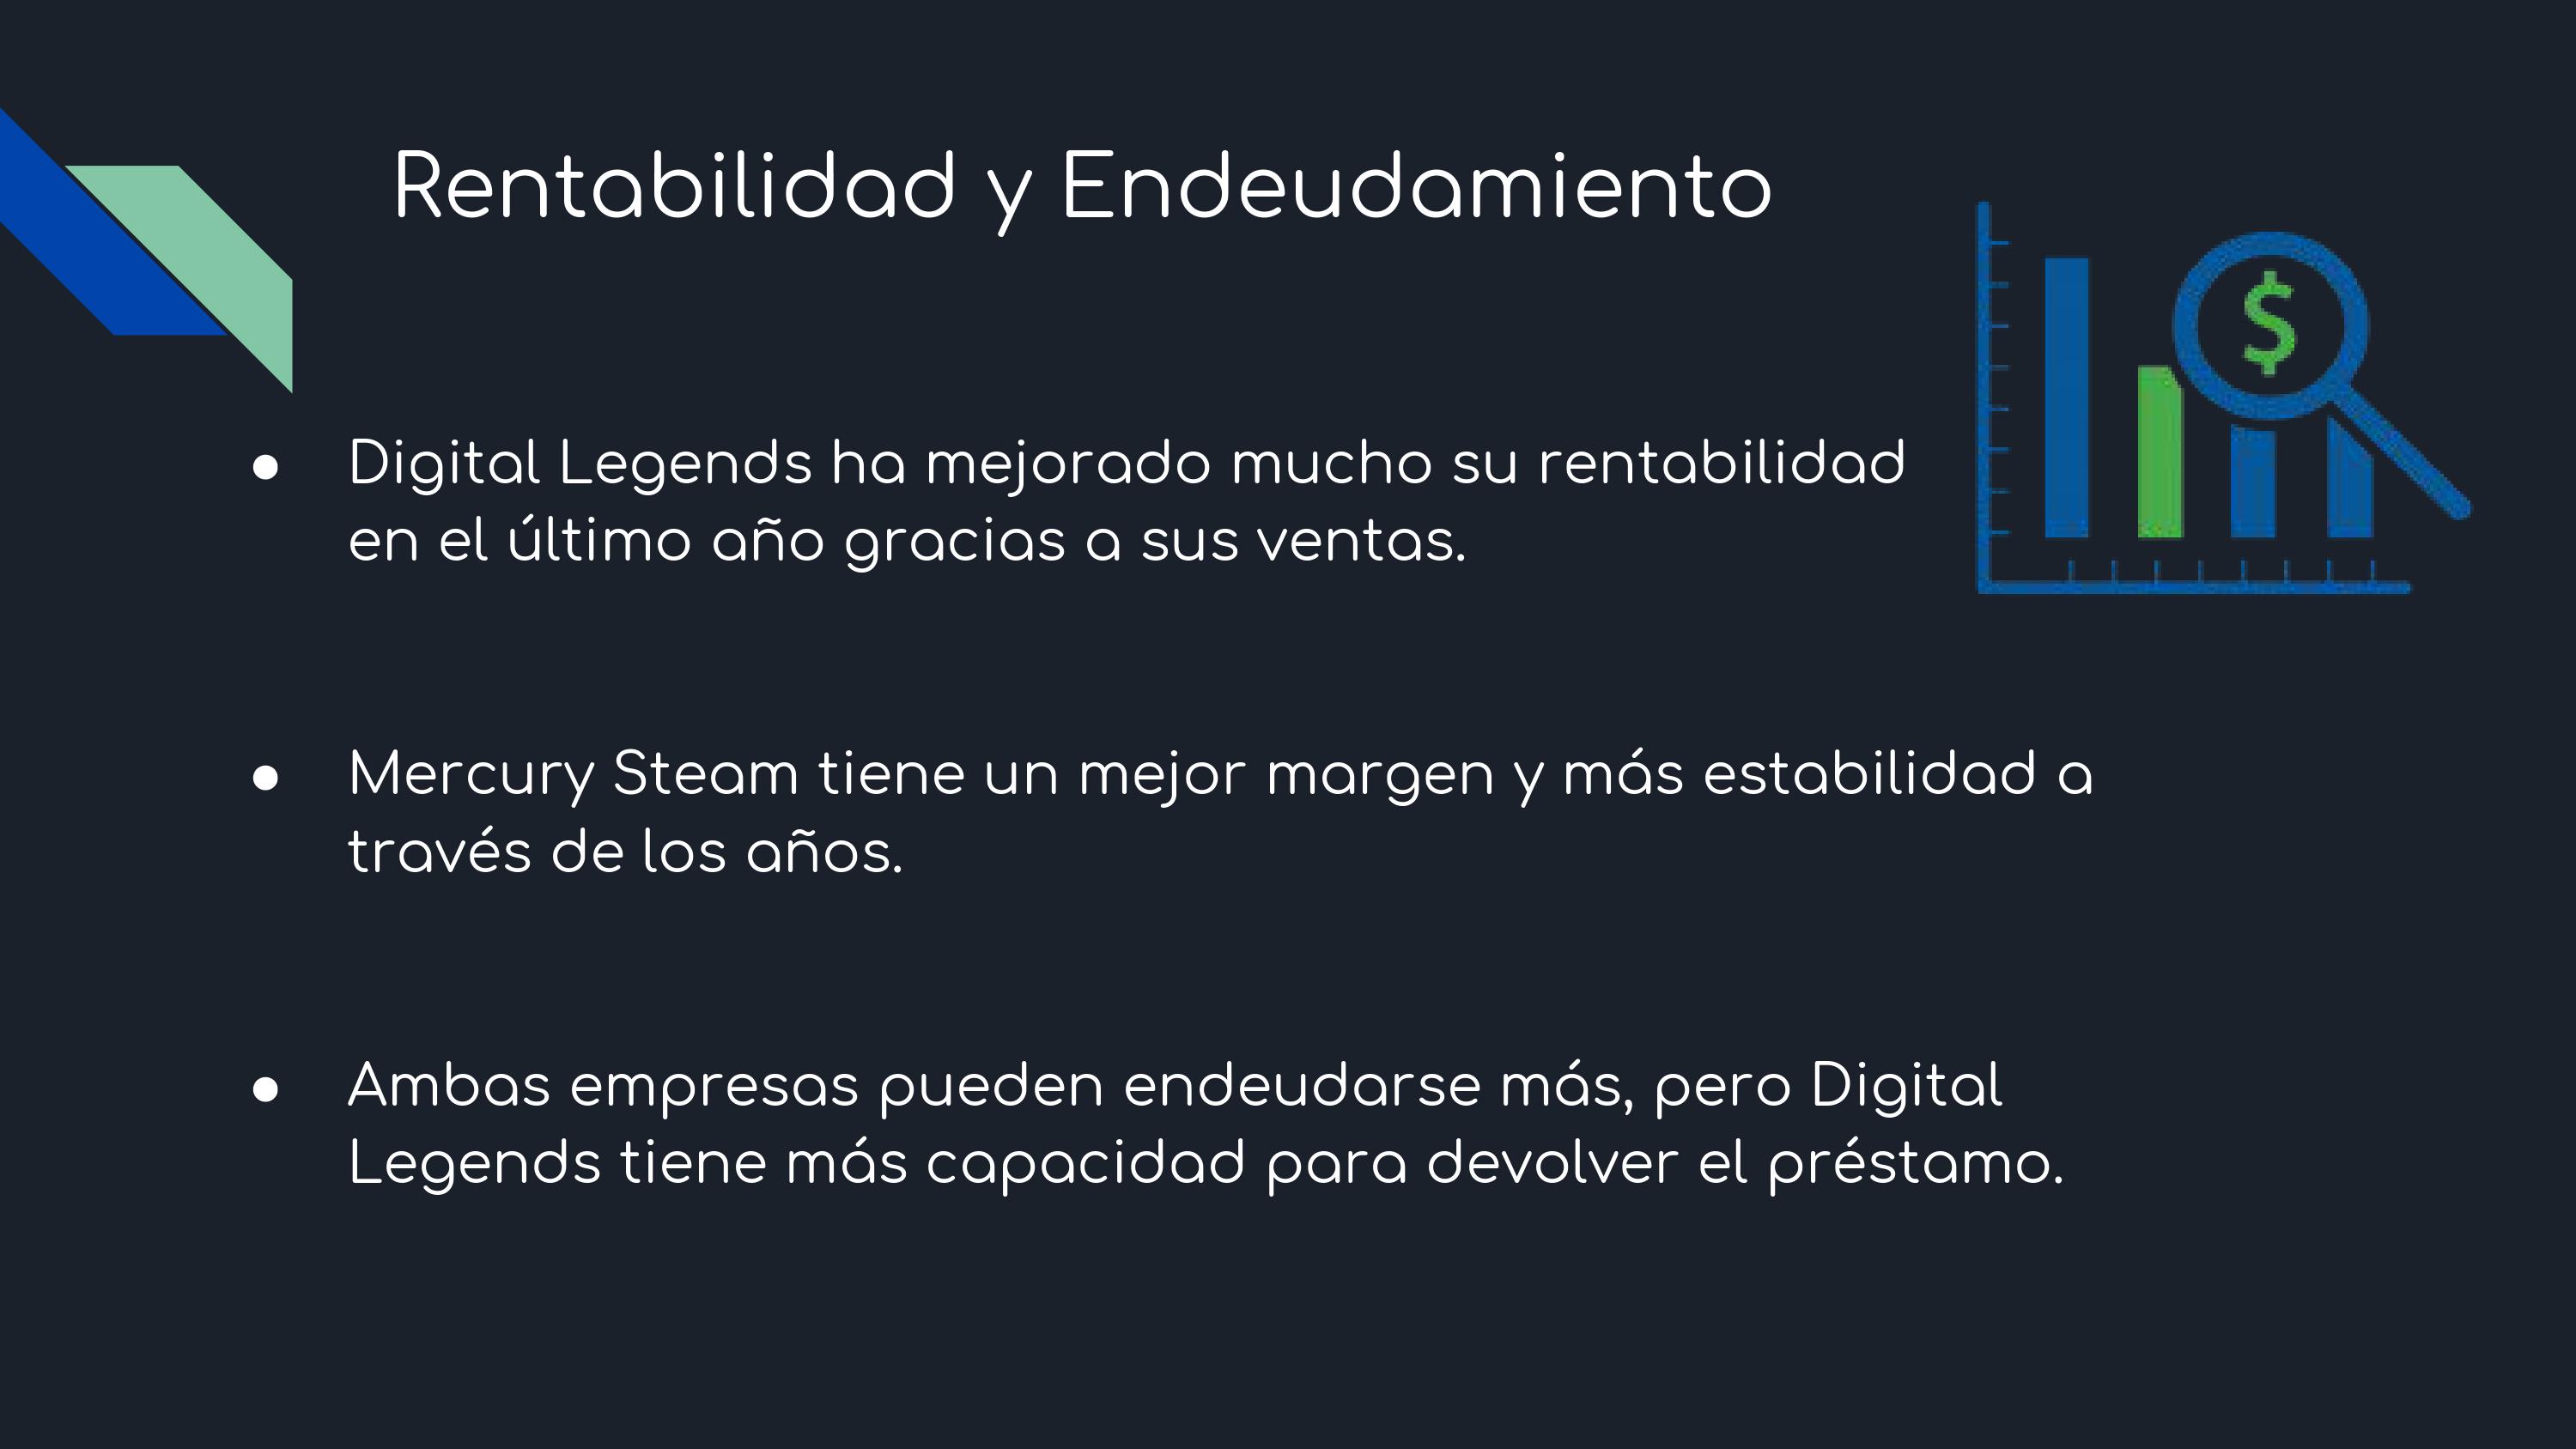 Rentabilidad y Endeudamiento
$
● Digital Legends ha mejorado mucho su rentabilidad
en el último año gracias a sus ventas.
● Mercury Steam tiene un mejor margen y más estabilidad a
través de los años.
● Ambas empresas pueden endeudarse más, pero Digital
Legends tiene más capacidad para devolver el préstamo.